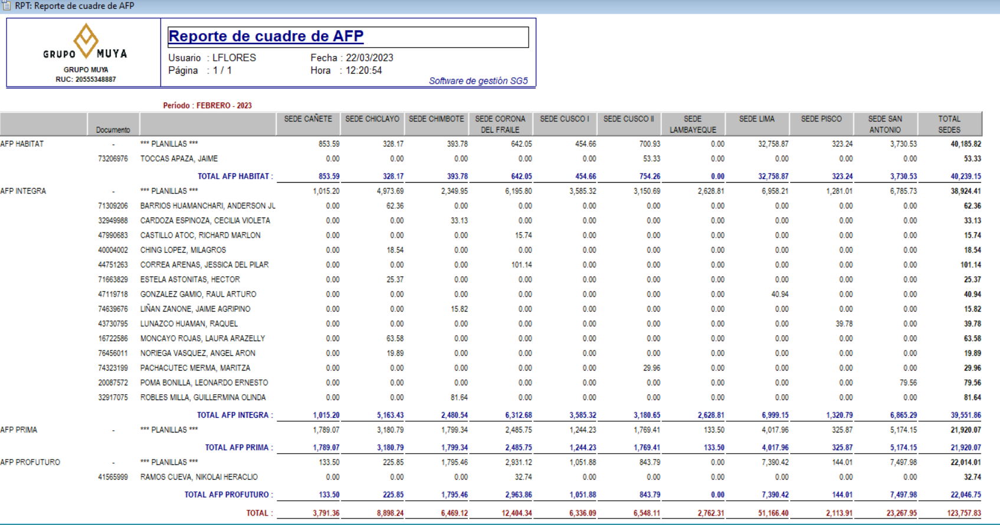 RPT: Reporte de cuadre de AFP
GRUPO MUYA
GRUPO MUYA
RUC: 20555348887
Reporte de cuadre de AFP
Usuario : LFLORES Fecha : 22/03/2023
Página : 1 / 1 Hora : 12:20:54
Software de gestión SG5
Período : FEBRERO - 2023
Documento SEDE CAÑETE SEDE CHICLAYO SEDE CHIMBOTE SEDE CORONA DEL FRAILE SEDE CUSCO I SEDE CUSCO II SEDE LAMBAYEQUE SEDE LIMA SEDE PISCO SEDE SAN ANTONIO TOTAL SEDES
AFP HABITAT - *** PLANILLAS *** 853.59 328.17 393.78 642.05 454.66 700.93 0.00 32,758.87 323.24 3,730.53 40,185.82
73206976 TOCCAS APAZA, JAIME 0.00 0.00 0.00 0.00 0.00 53.33 0.00 0.00 0.00 0.00 53.33
TOTAL AFP HABITAT : 853.59 328.17 393.78 642.05 454.66 754.26 0.00 32,758.87 323.24 3,730.53 40,239.15
AFP INTEGRA - *** PLANILLAS *** 1,015.20 4,973.69 2,349.95 6,195.80 3,585.32 3,150.69 2,628.81 6,958.21 1,281.01 6,785.73 38,924.41
71309206 BARRIOS HUAMANCHARI, ANDERSON JL 0.00 62.36 0.00 0.00 0.00 0.00 0.00 0.00 0.00 0.00 62.36
32949988 CARDOZA ESPINOZA, CECILIA VIOLETA 0.00 0.00 33.13 0.00 0.00 0.00 0.00 0.00 0.00 0.00 33.13
47990683 CASTILLO ATOC, RICHARD MARLON 0.00 0.00 0.00 15.74 0.00 0.00 0.00 0.00 0.00 0.00 15.74
40004002 CHING LOPEZ, MILAGROS 0.00 18.54 0.00 0.00 0.00 0.00 0.00 0.00 0.00 0.00 18.54
44751263 CORREA ARENAS, JESSICA DEL PILAR 0.00 0.00 0.00 101.14 0.00 0.00 0.00 0.00 0.00 0.00 101.14
71663829 ESTELA ASTONITAS, HECTOR 0.00 25.37 0.00 0.00 0.00 0.00 0.00 0.00 0.00 0.00 25.37
47119718 GONZALEZ GAMIO, RAUL ARTURO 0.00 0.00 0.00 0.00 0.00 0.00 0.00 40.94 0.00 0.00 40.94
74639676 LIÑAN ZANONE, JAIME AGRIPINO 0.00 0.00 15.82 0.00 0.00 0.00 0.00 0.00 0.00 0.00 15.82
43730795 LUNAZCO HUAMAN, RAQUEL 0.00 0.00 0.00 0.00 0.00 0.00 0.00 0.00 39.78 0.00 39.78
16722586 MONCAYO ROJAS, LAURA ARAZELLY 0.00 63.58 0.00 0.00 0.00 0.00 0.00 0.00 0.00 0.00 63.58
76456011 NORIEGA VASQUEZ, ANGEL ARON 0.00 19.89 0.00 0.00 0.00 0.00 0.00 0.00 0.00 0.00 19.89
74323199 PACHACUTEC MERMA, MARITZA 0.00 0.00 0.00 0.00 0.00 29.96 0.00 0.00 0.00 0.00 29.96
20087572 POMA BONILLA, LEONARDO ERNESTO 0.00 0.00 0.00 0.00 0.00 0.00 0.00 0.00 0.00 79.56 79.56
32917075 ROBLES MILLA, GUILLERMINA OLINDA 0.00 0.00 81.64 0.00 0.00 0.00 0.00 0.00 0.00 0.00 81.64
TOTAL AFP INTEGRA : 1,015.20 5,163.43 2,480.54 6,312.68 3,585.32 3,180.65 2,628.81 6,999.15 1,320.79 6,865.29 39,551.86
AFP PRIMA - *** PLANILLAS *** 1,789.07 3,180.79 1,799.34 2,485.75 1,244.23 1,769.41 133.50 4,017.96 325.87 5,174.15 21,920.07
TOTAL AFP PRIMA : 1,789.07 3,180.79 1,799.34 2,485.75 1,244.23 1,769.41 133.50 4,017.96 325.87 5,174.15 21,920.07
AFP PROFUTURO - *** PLANILLAS *** 133.50 225.85 1,795.46 2,931.12 1,051.88 843.79 0.00 7,390.42 144.01 7,497.98 22,014.01
41565999 RAMOS CUEVA, NIKOLAI HERACLIO 0.00 0.00 0.00 32.74 0.00 0.00 0.00 0.00 0.00 0.00 32.74
TOTAL AFP PROFUTURO : 133.50 225.85 1,795.46 2,963.86 1,051.88 843.79 0.00 7,390.42 144.01 7,497.98 22,046.75
TOTAL : 3,791.36 8,898.24 6,469.12 12,404.34 6,336.09 6,548.11 2,762.31 51,166.40 2,113.91 23,267.95 123,757.83